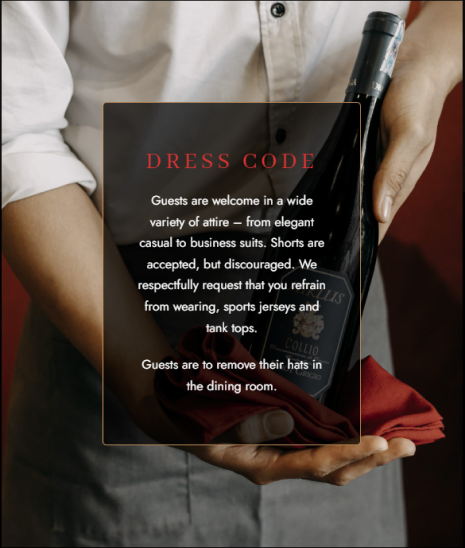 DRESS CODE
Guests are welcome in a wide
variety of attire – from elegant
casual to business suits. Shorts are
accepted, but discouraged. We
respectfully request that you refrain
from wearing, sports jerseys and
tank tops.
Guests are to remove their hats in
the dining room.
COLLIO